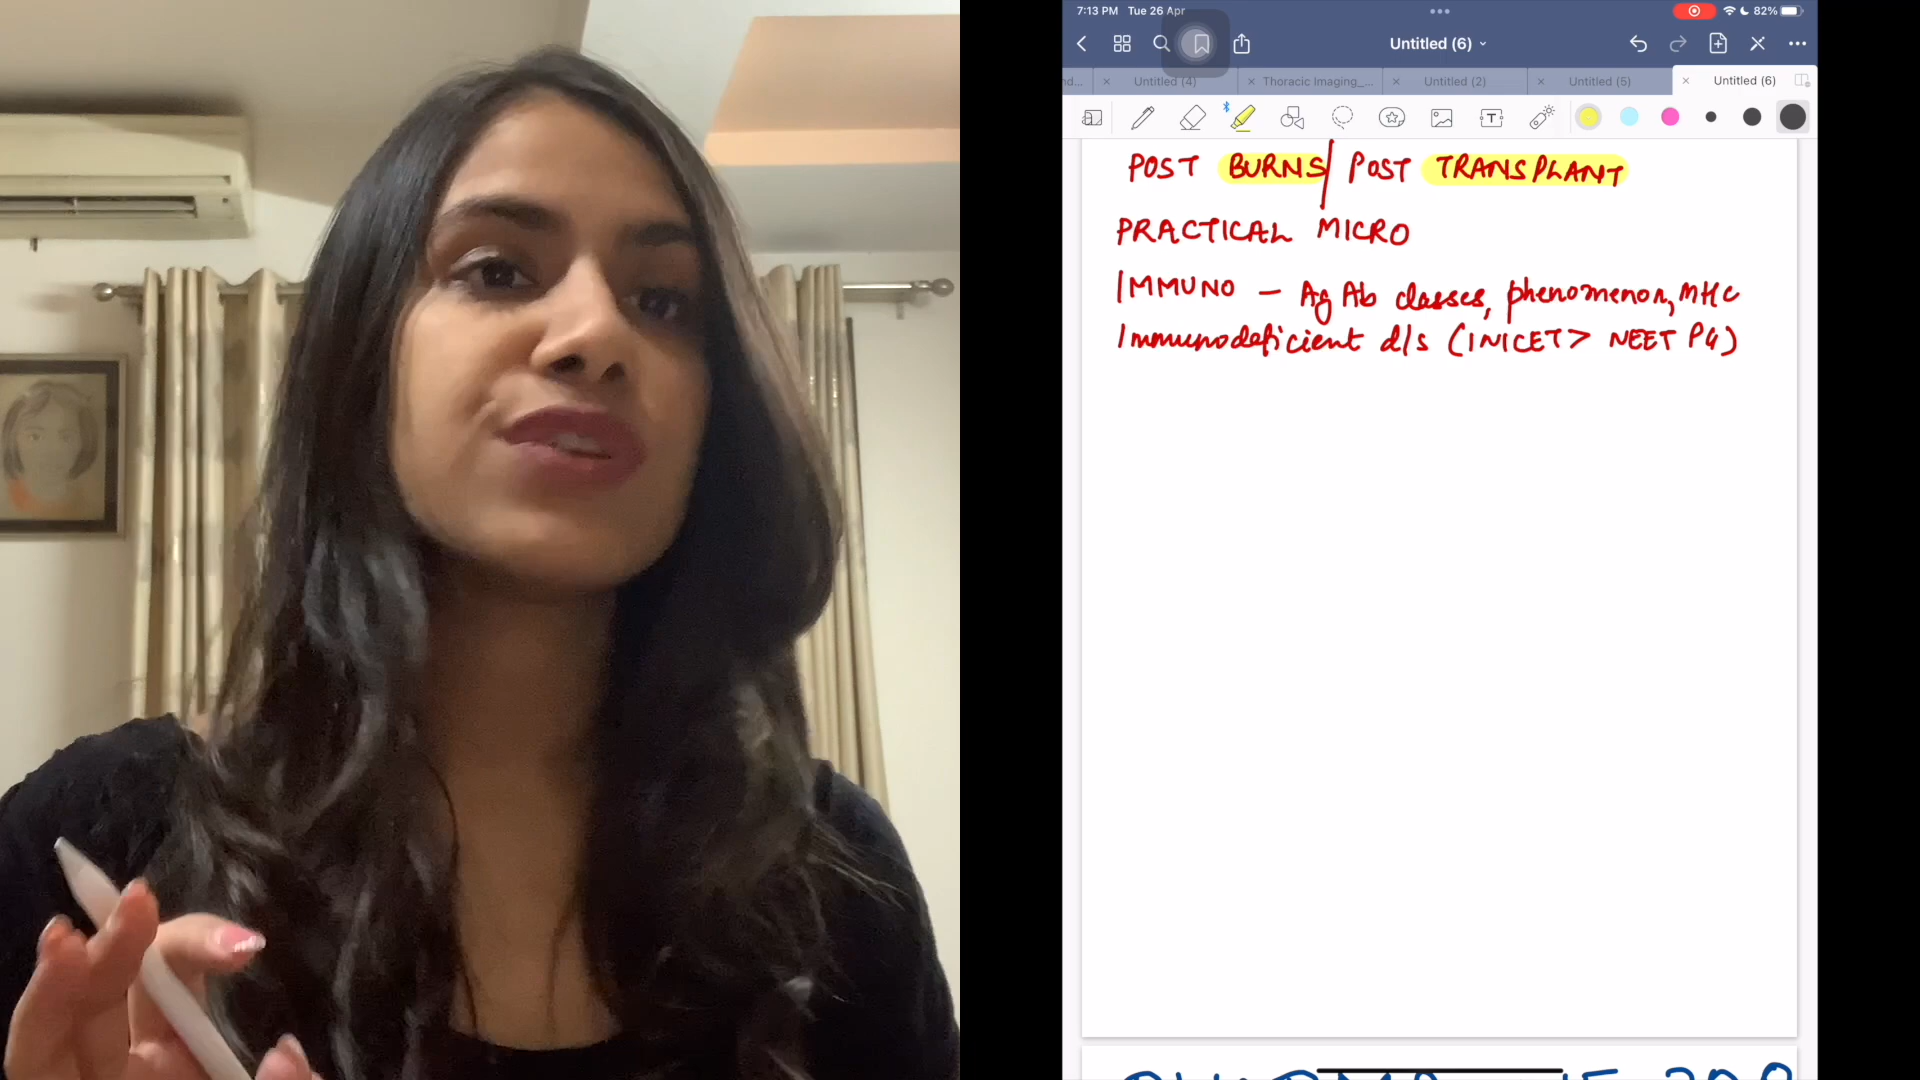 7:13 PM Tue 26 Apr
82%
Untitled (6)
nd...
Untitled (4)
Thoracic Imaging_...
Untitled (2)
Untitled (5)
Untitled (6)
POST BURNS/ POST TRANSPLANT
PRACTICAL MICRO
IMMUNO – Ag Ab classes, phenomenon, MHC
Immunodeficient d/s (INICET > NEET PG)